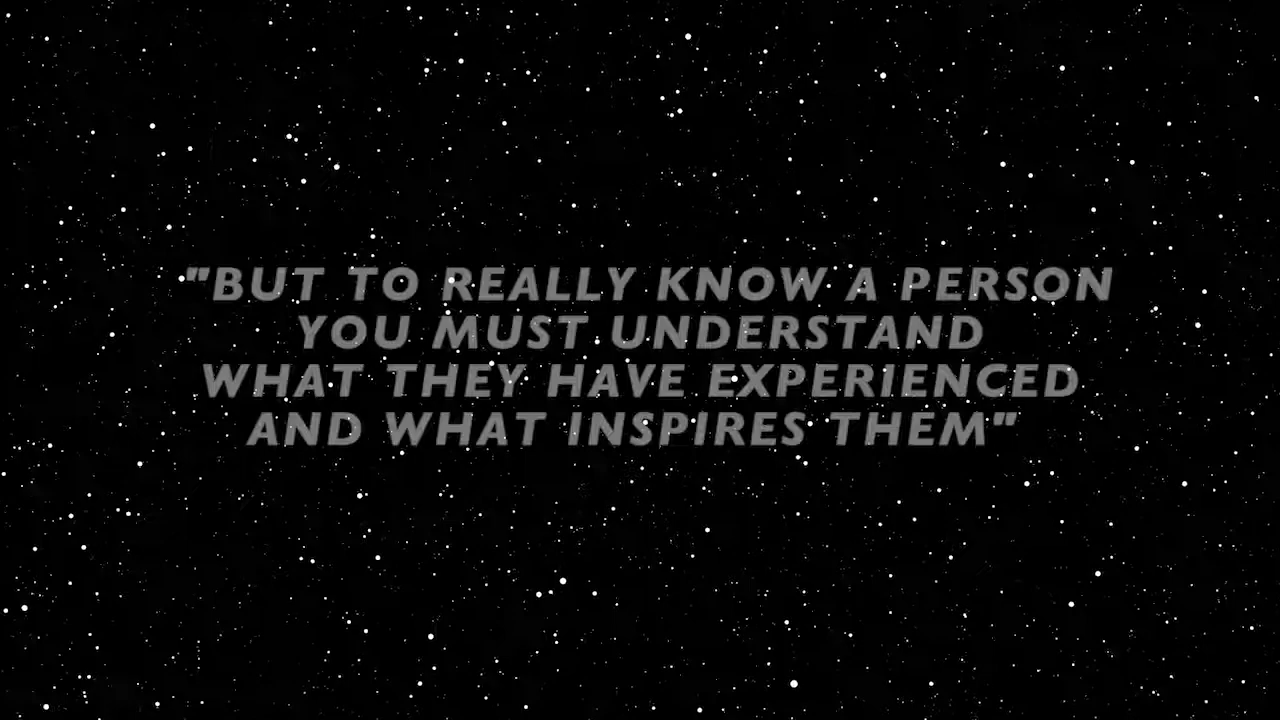 "BUT TO REALLY KNOW A PERSON
YOU MUST UNDERSTAND
WHAT THEY HAVE EXPERIENCED
AND WHAT INSPIRES THEM"